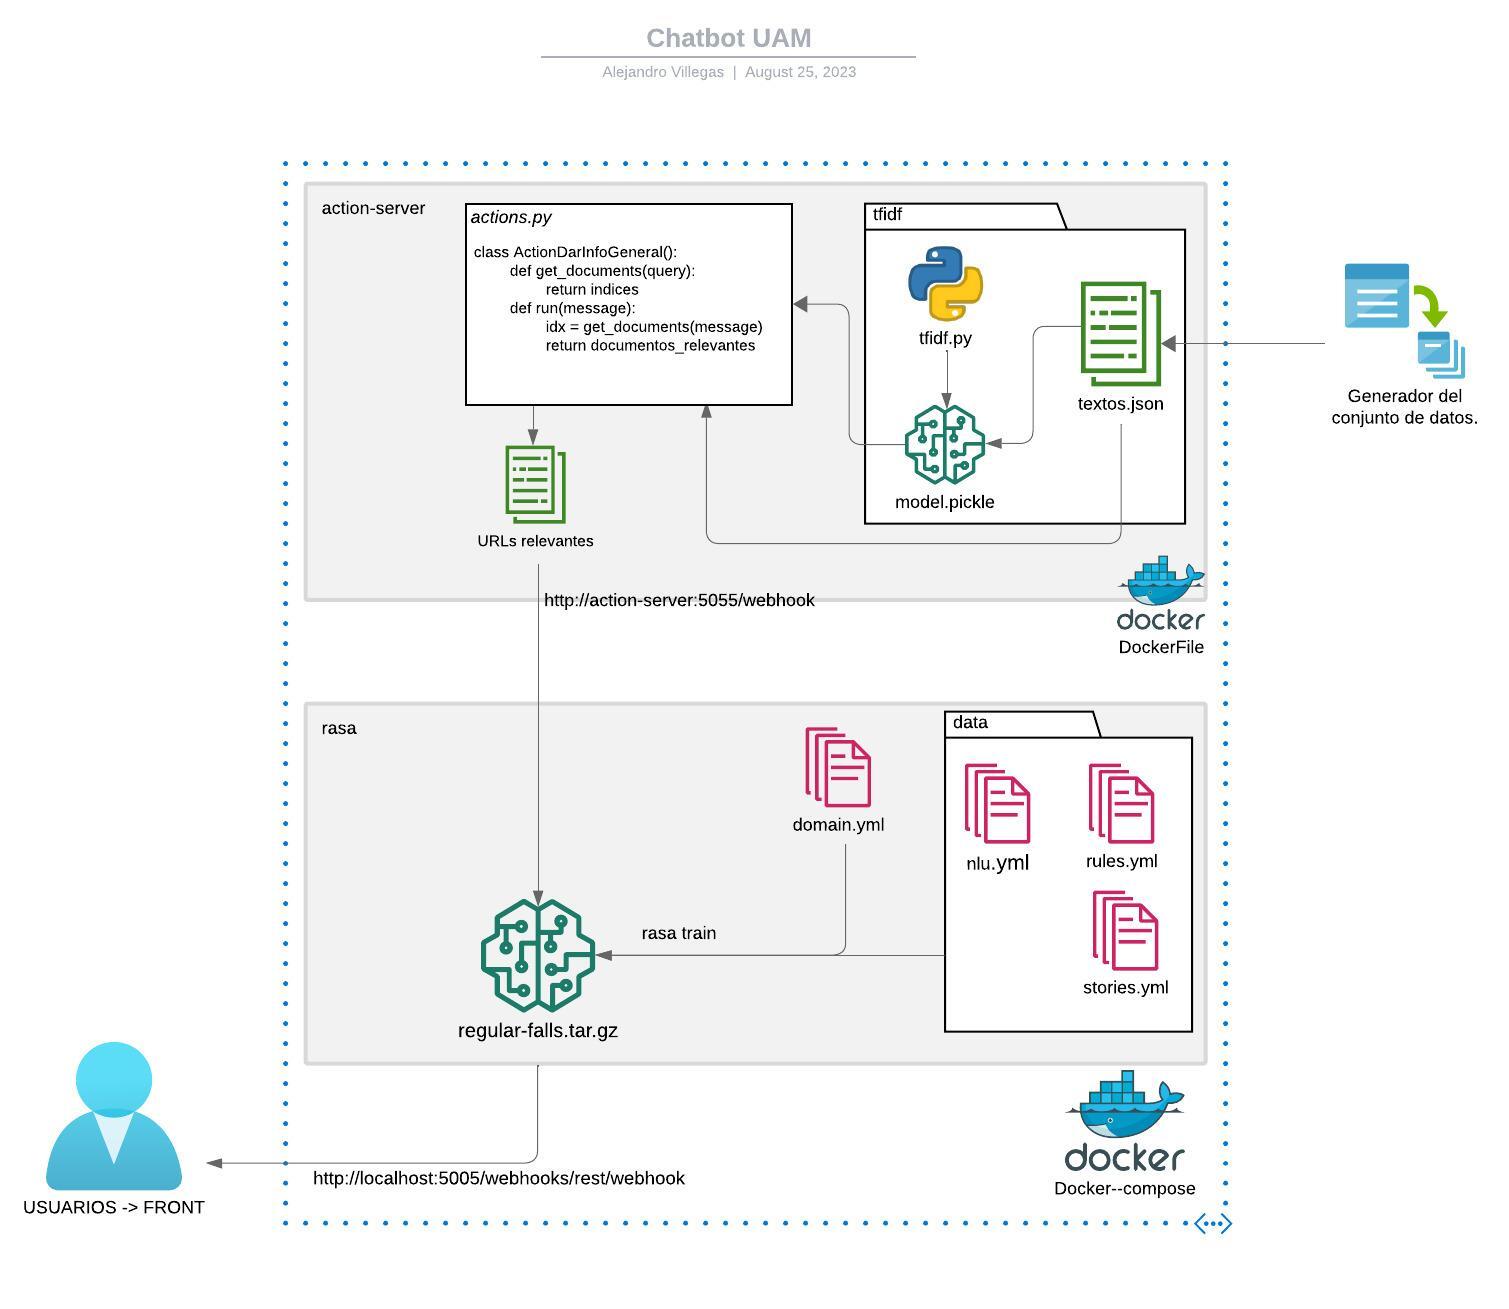 Chatbot UAM
Alejandro Villegas | August 25, 2023
action-server
actions.py
class ActionDarInfoGeneral():
def get_documents(query):
return indices
def run(message):
idx = get_documents(message)
return documentos_relevantes
tfidf
tfidf.py
textos.json
model.pickle
Generador del
conjunto de datos.
URLs relevantes
http://action-server:5055/webhook
docker
DockerFile
rasa
domain.yml
data
nlu.yml
rules.yml
stories.yml
rasa train
regular-falls.tar.gz
docker
Docker--compose
http://localhost:5005/webhooks/rest/webhook
USUARIOS -> FRONT